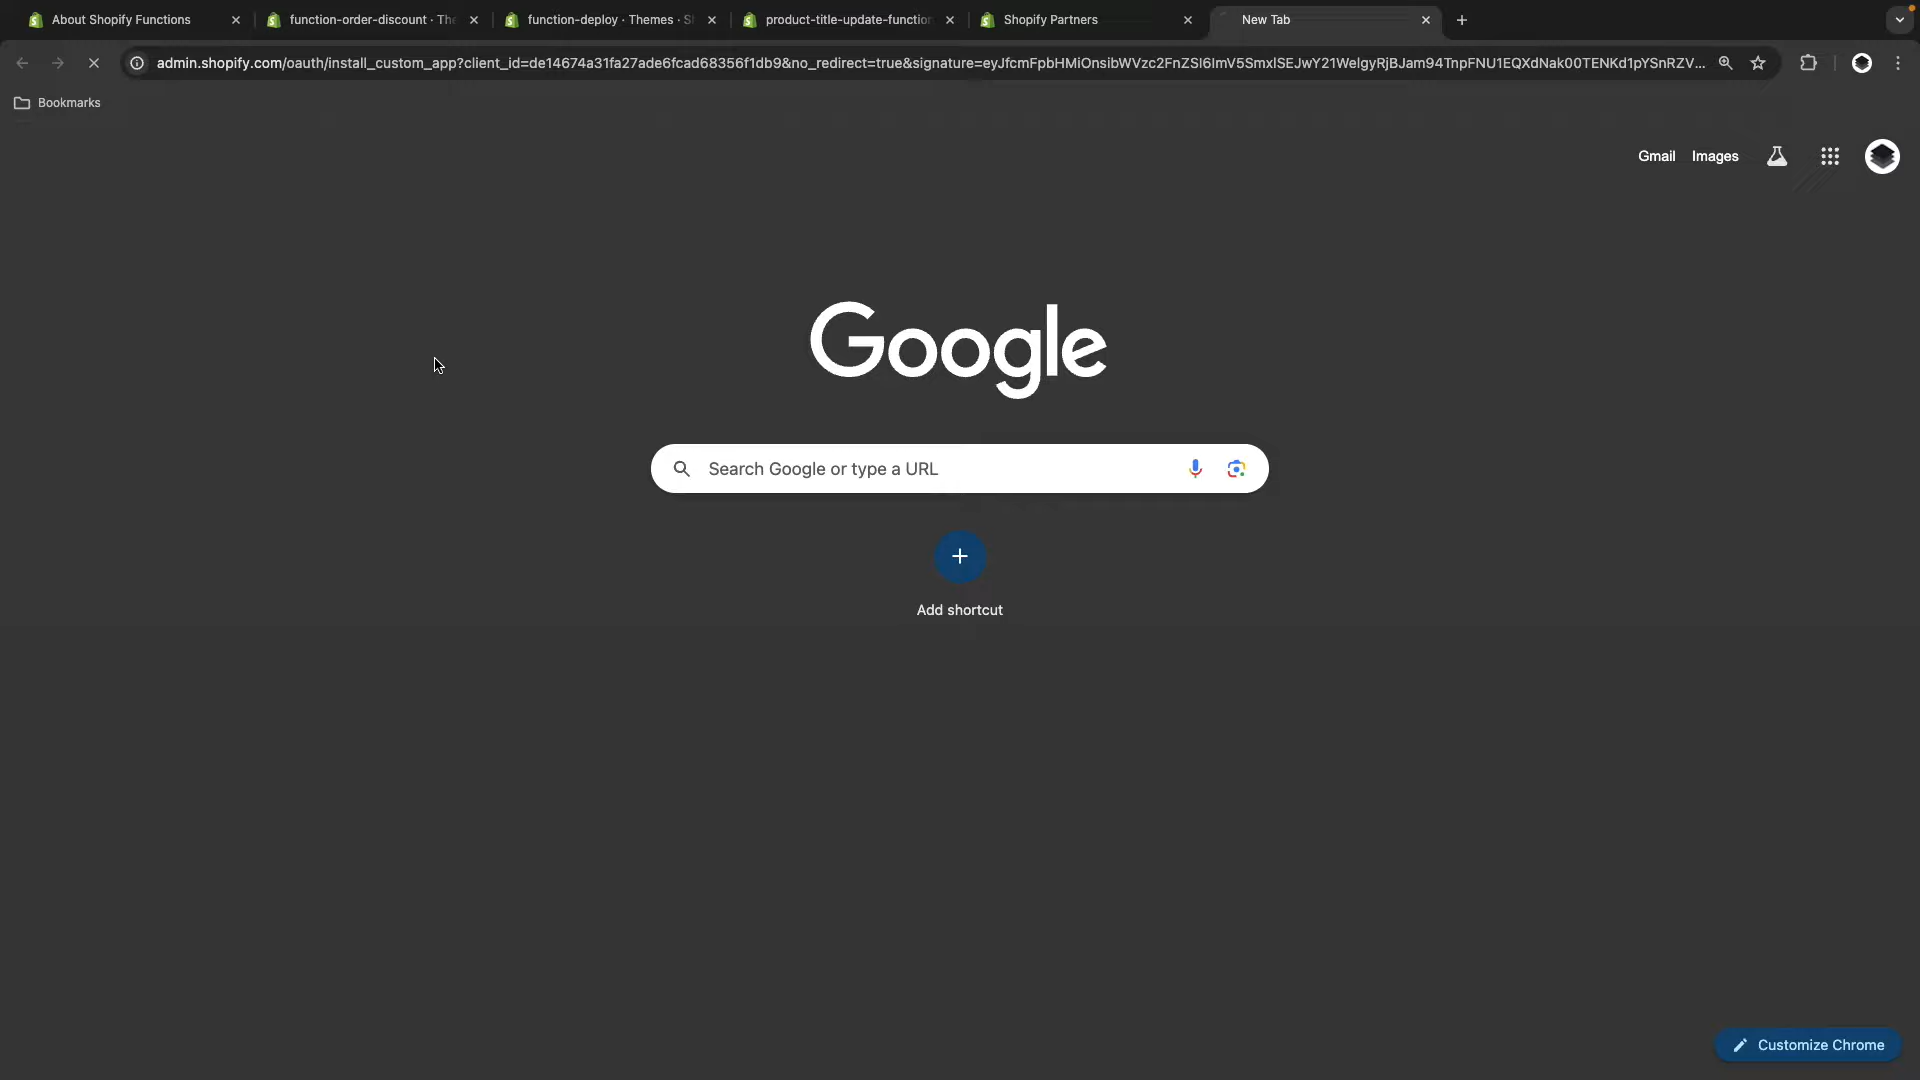 About Shopify Functions
function-order-discount · The
function-deploy · Themes · S
product-title-update-function
Shopify Partners
New Tab
admin.shopify.com/oauth/install_custom_app?client_id=de14674a31fa27ade6fcad68356f1db9&no_redirect=true&signature=eyJfcmFpbHMiOnsibWVzc2FnZSI6ImV5SmxlSEJwY21WelgyRjBJam94TnpFNU1EQXdNak00TENKd1pYSnRZV...
Bookmarks
Gmail Images
Google
Search Google or type a URL
Add shortcut
Customize Chrome